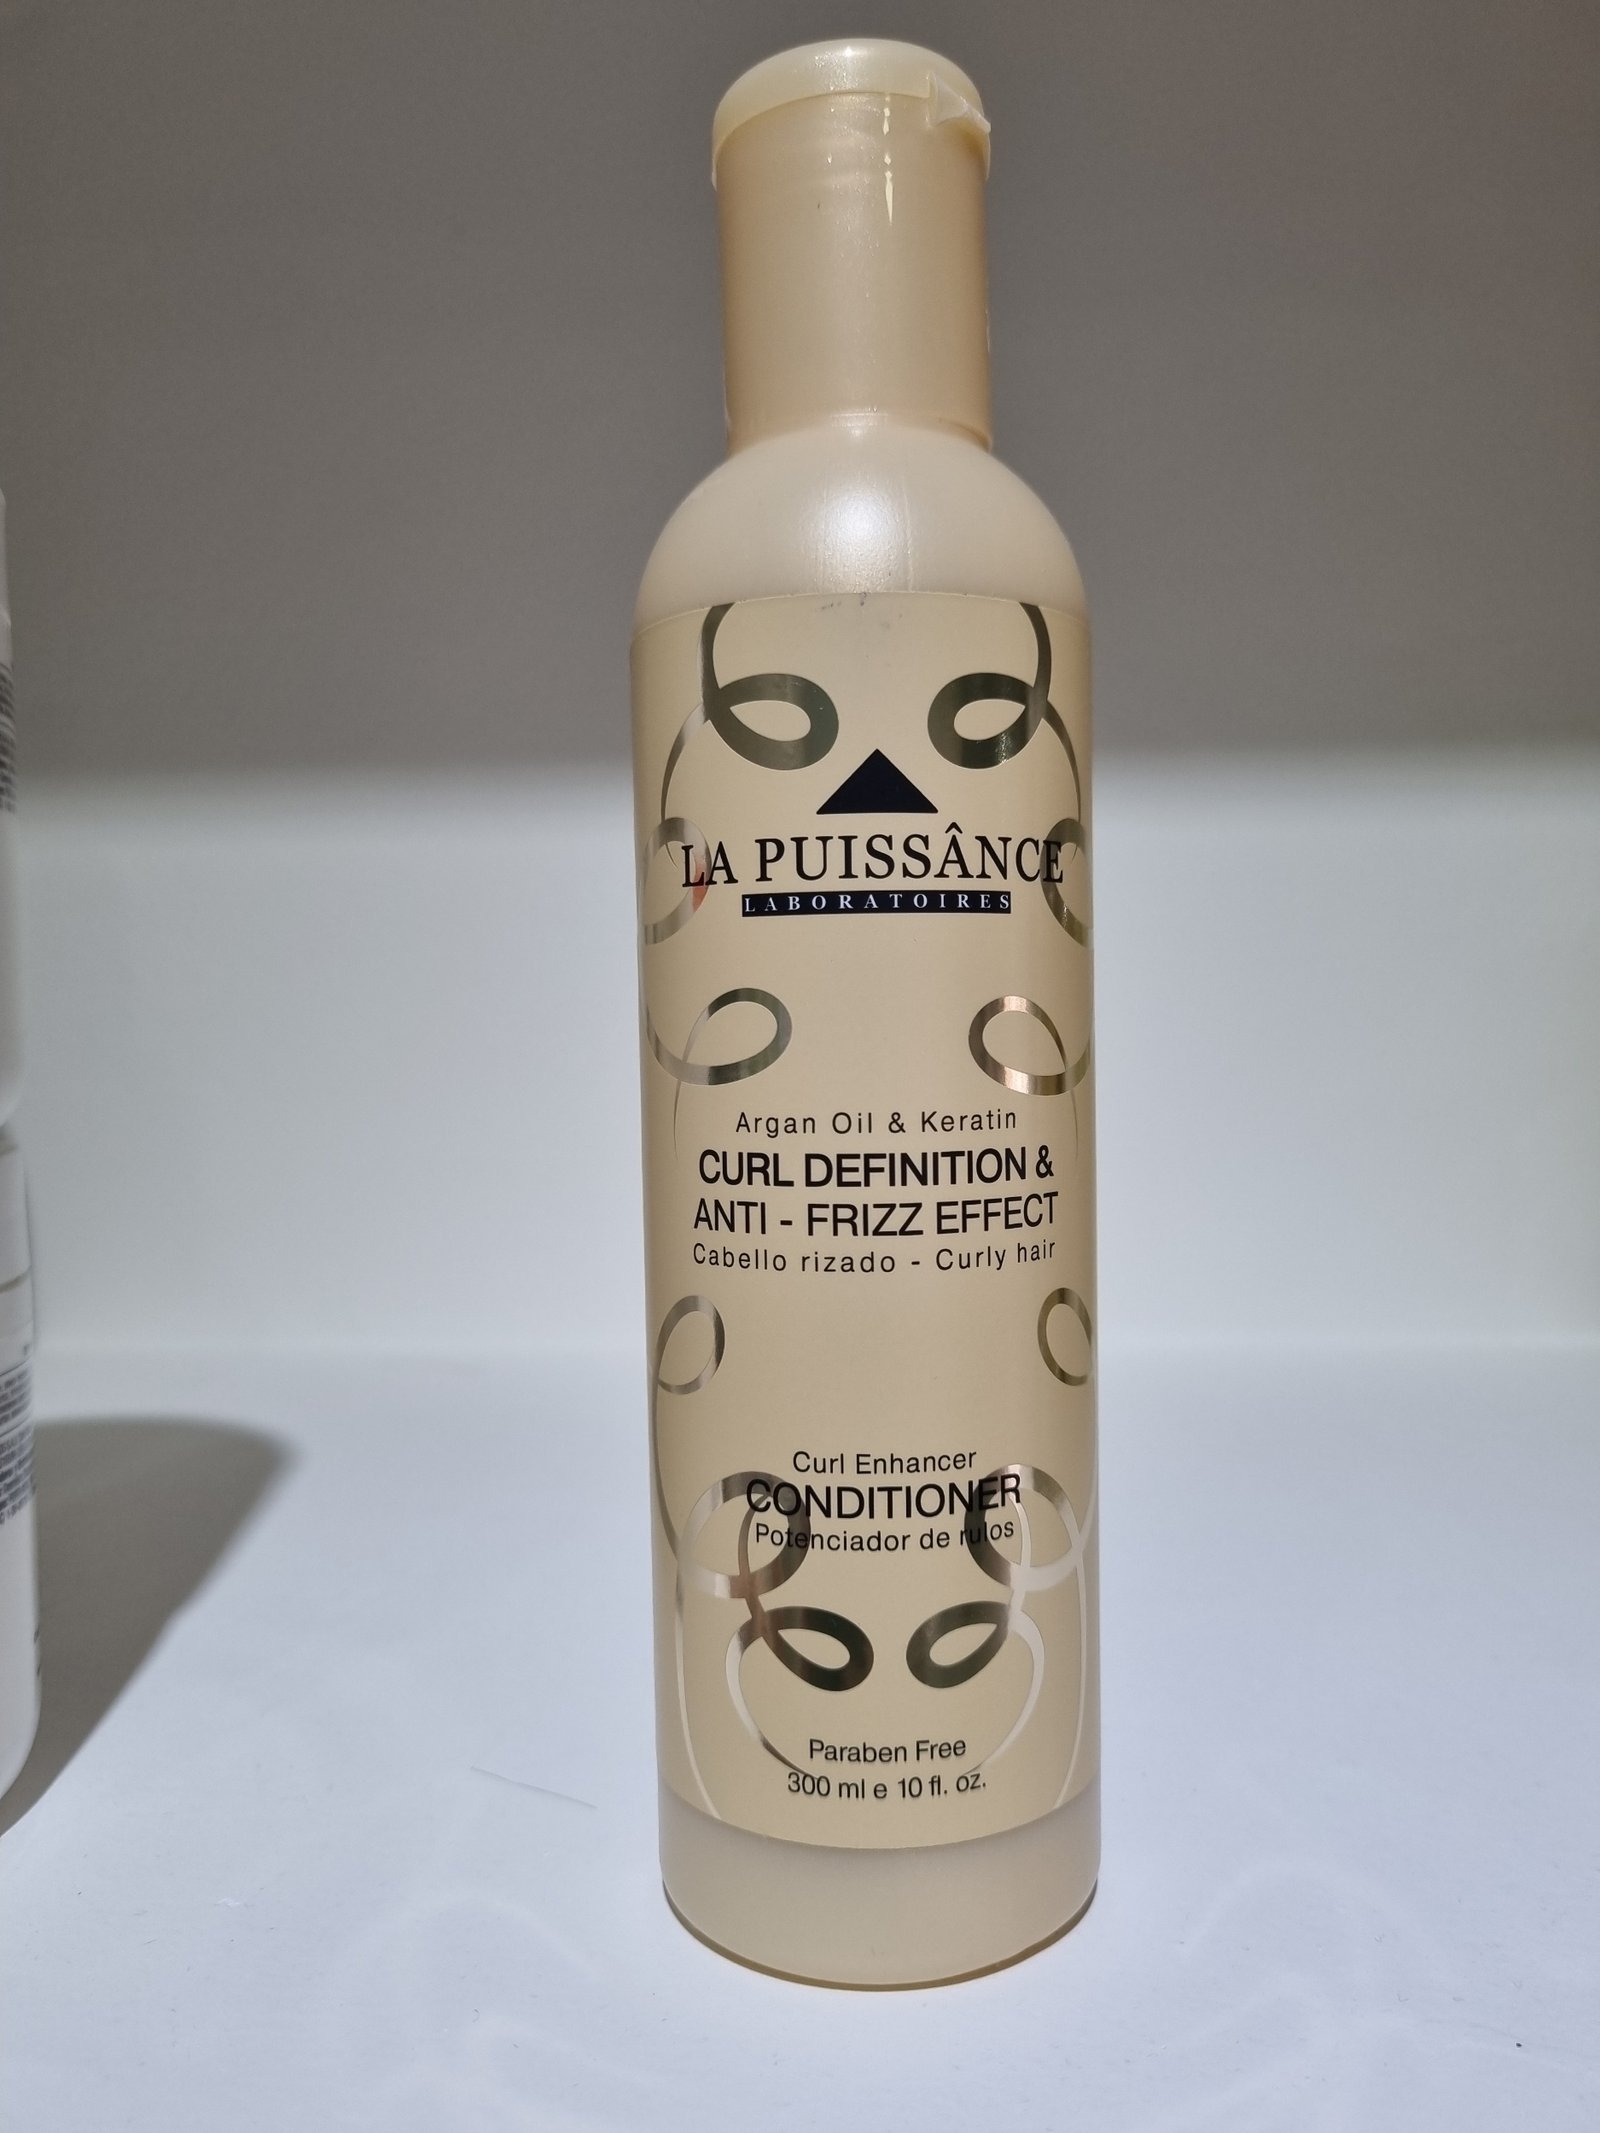 LA PUISSÂNCE
LABORATOIRES
Argan Oil & Keratin
CURL DEFINITION &
ANTI - FRIZZ EFFECT
Cabello rizado - Curly hair
Curl Enhancer
CONDITIONER
Potenciador de rulos
Paraben Free
300 ml e 10 fl. oz.